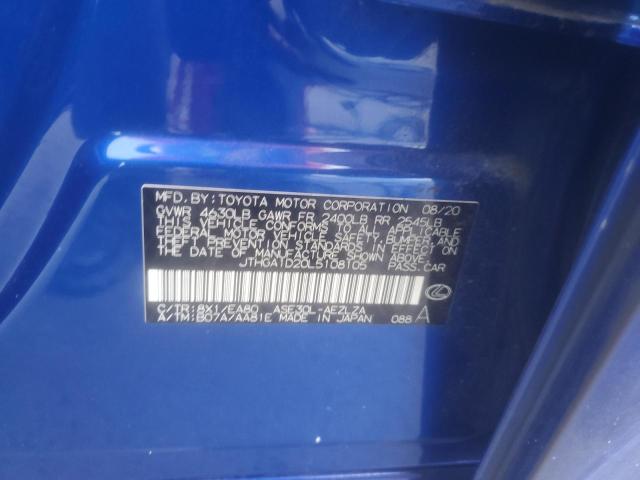 MFD. BY: TOYOTA MOTOR CORPORATION 08/20
GVWR 4630LB GAWR FR 2400LB RR 2645LB
THIS VEHICLE CONFORMS TO ALL APPLICABLE
FEDERAL MOTOR VEHICLE SAFETY, BUMPER, AND
THEFT PREVENTION STANDARDS IN EFFECT ON
THE DATE OF MANUFACTURE SHOWN ABOVE.
JTHGA1D20L5108T05 PASS. CAR
C/TR: 8X1/EA80 ASE30L-AEZLZA
A/TM: B07A/AA81E MADE IN JAPAN 088 A